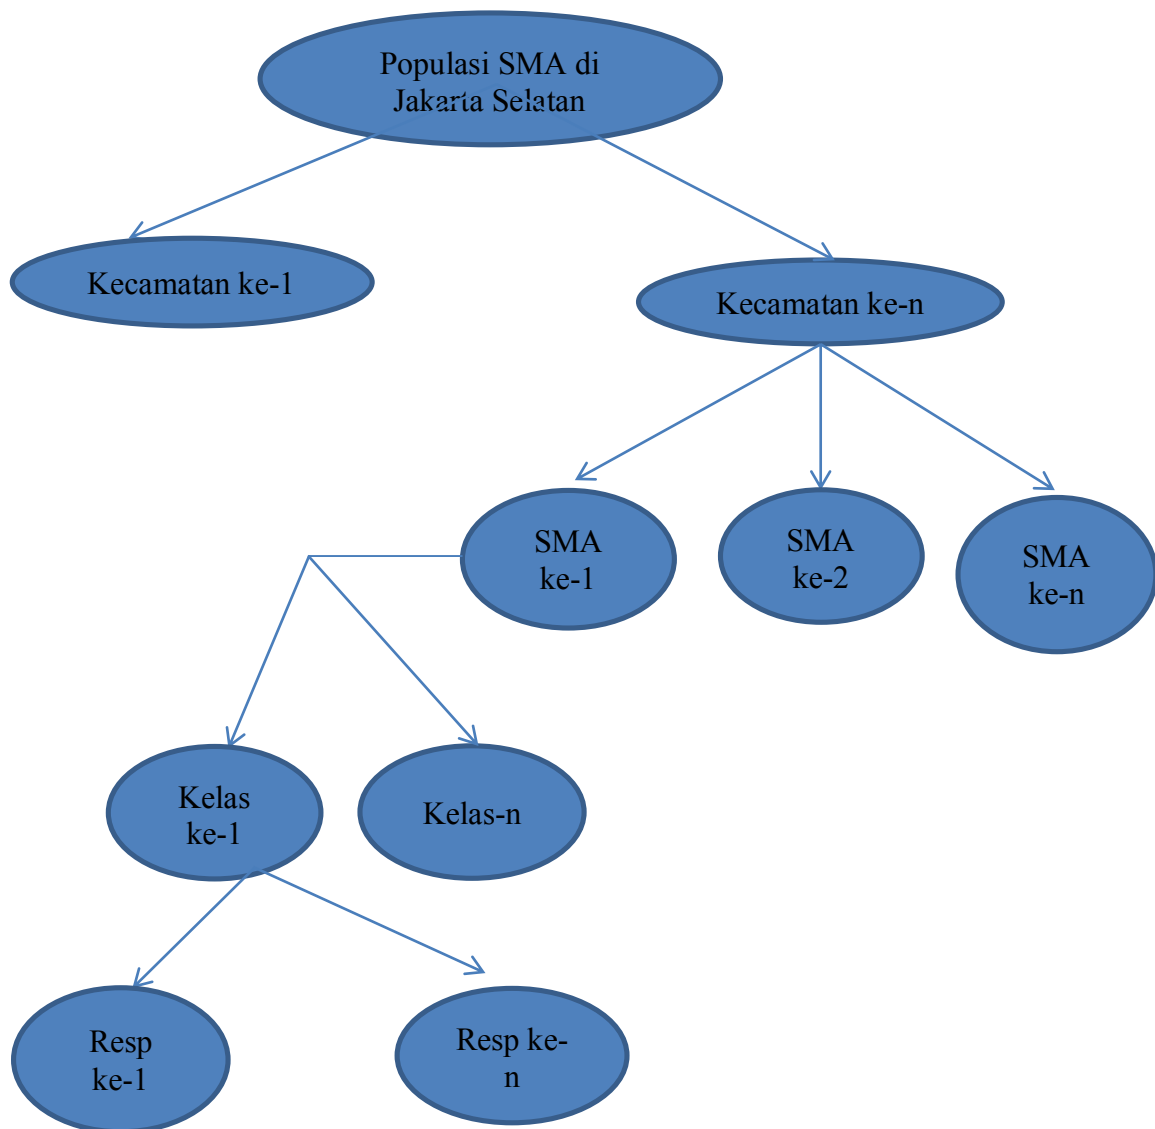 Populasi SMA di
Jakarta Selatan
Kecamatan ke-1
Kecamatan ke-n
SMA
ke-1
SMA
ke-2
SMA
ke-n
Kelas
ke-1
Kelas-n
Resp
ke-1
Resp ke-
n